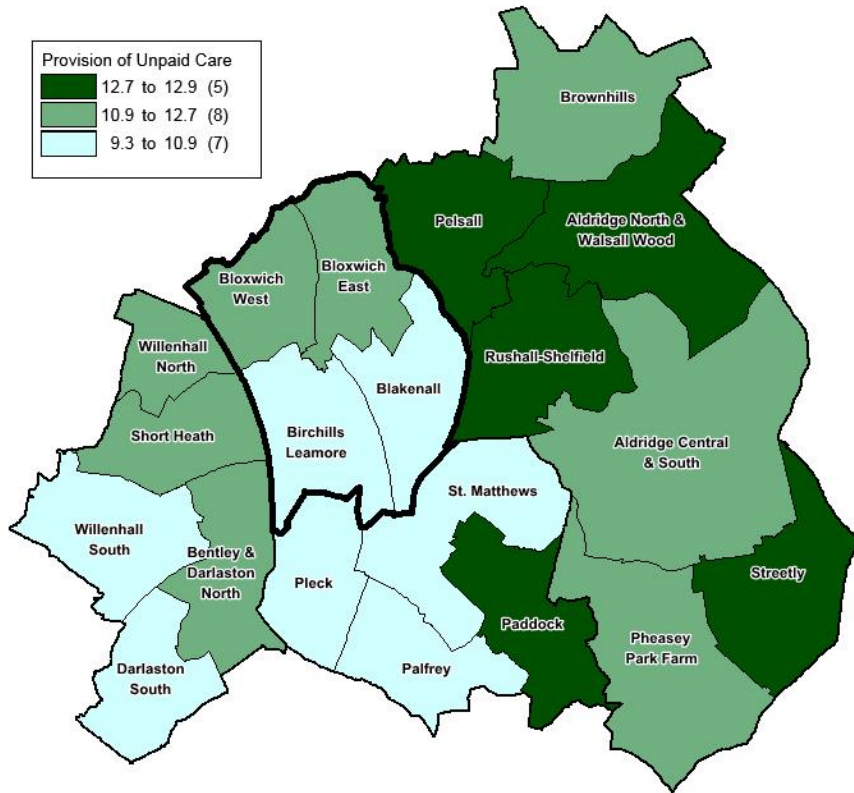 Provision of Unpaid Care
12.7 to 12.9 (5)
10.9 to 12.7 (8)
9.3 to 10.9 (7)
Brownhills
Pelsall
Aldridge North &
Walsall Wood
Bloxwich
West
Bloxwich
East
Willenhall
North
Rushall-Shelfield
Blakenall
Short Heath
Birchills
Leamore
Aldridge Central
& South
St. Matthews
Willenhall
South
Bentley &
Darlaston
North
Pleck
Streetly
Paddock
Pheasey
Park Farm
Darlaston
South
Palfrey